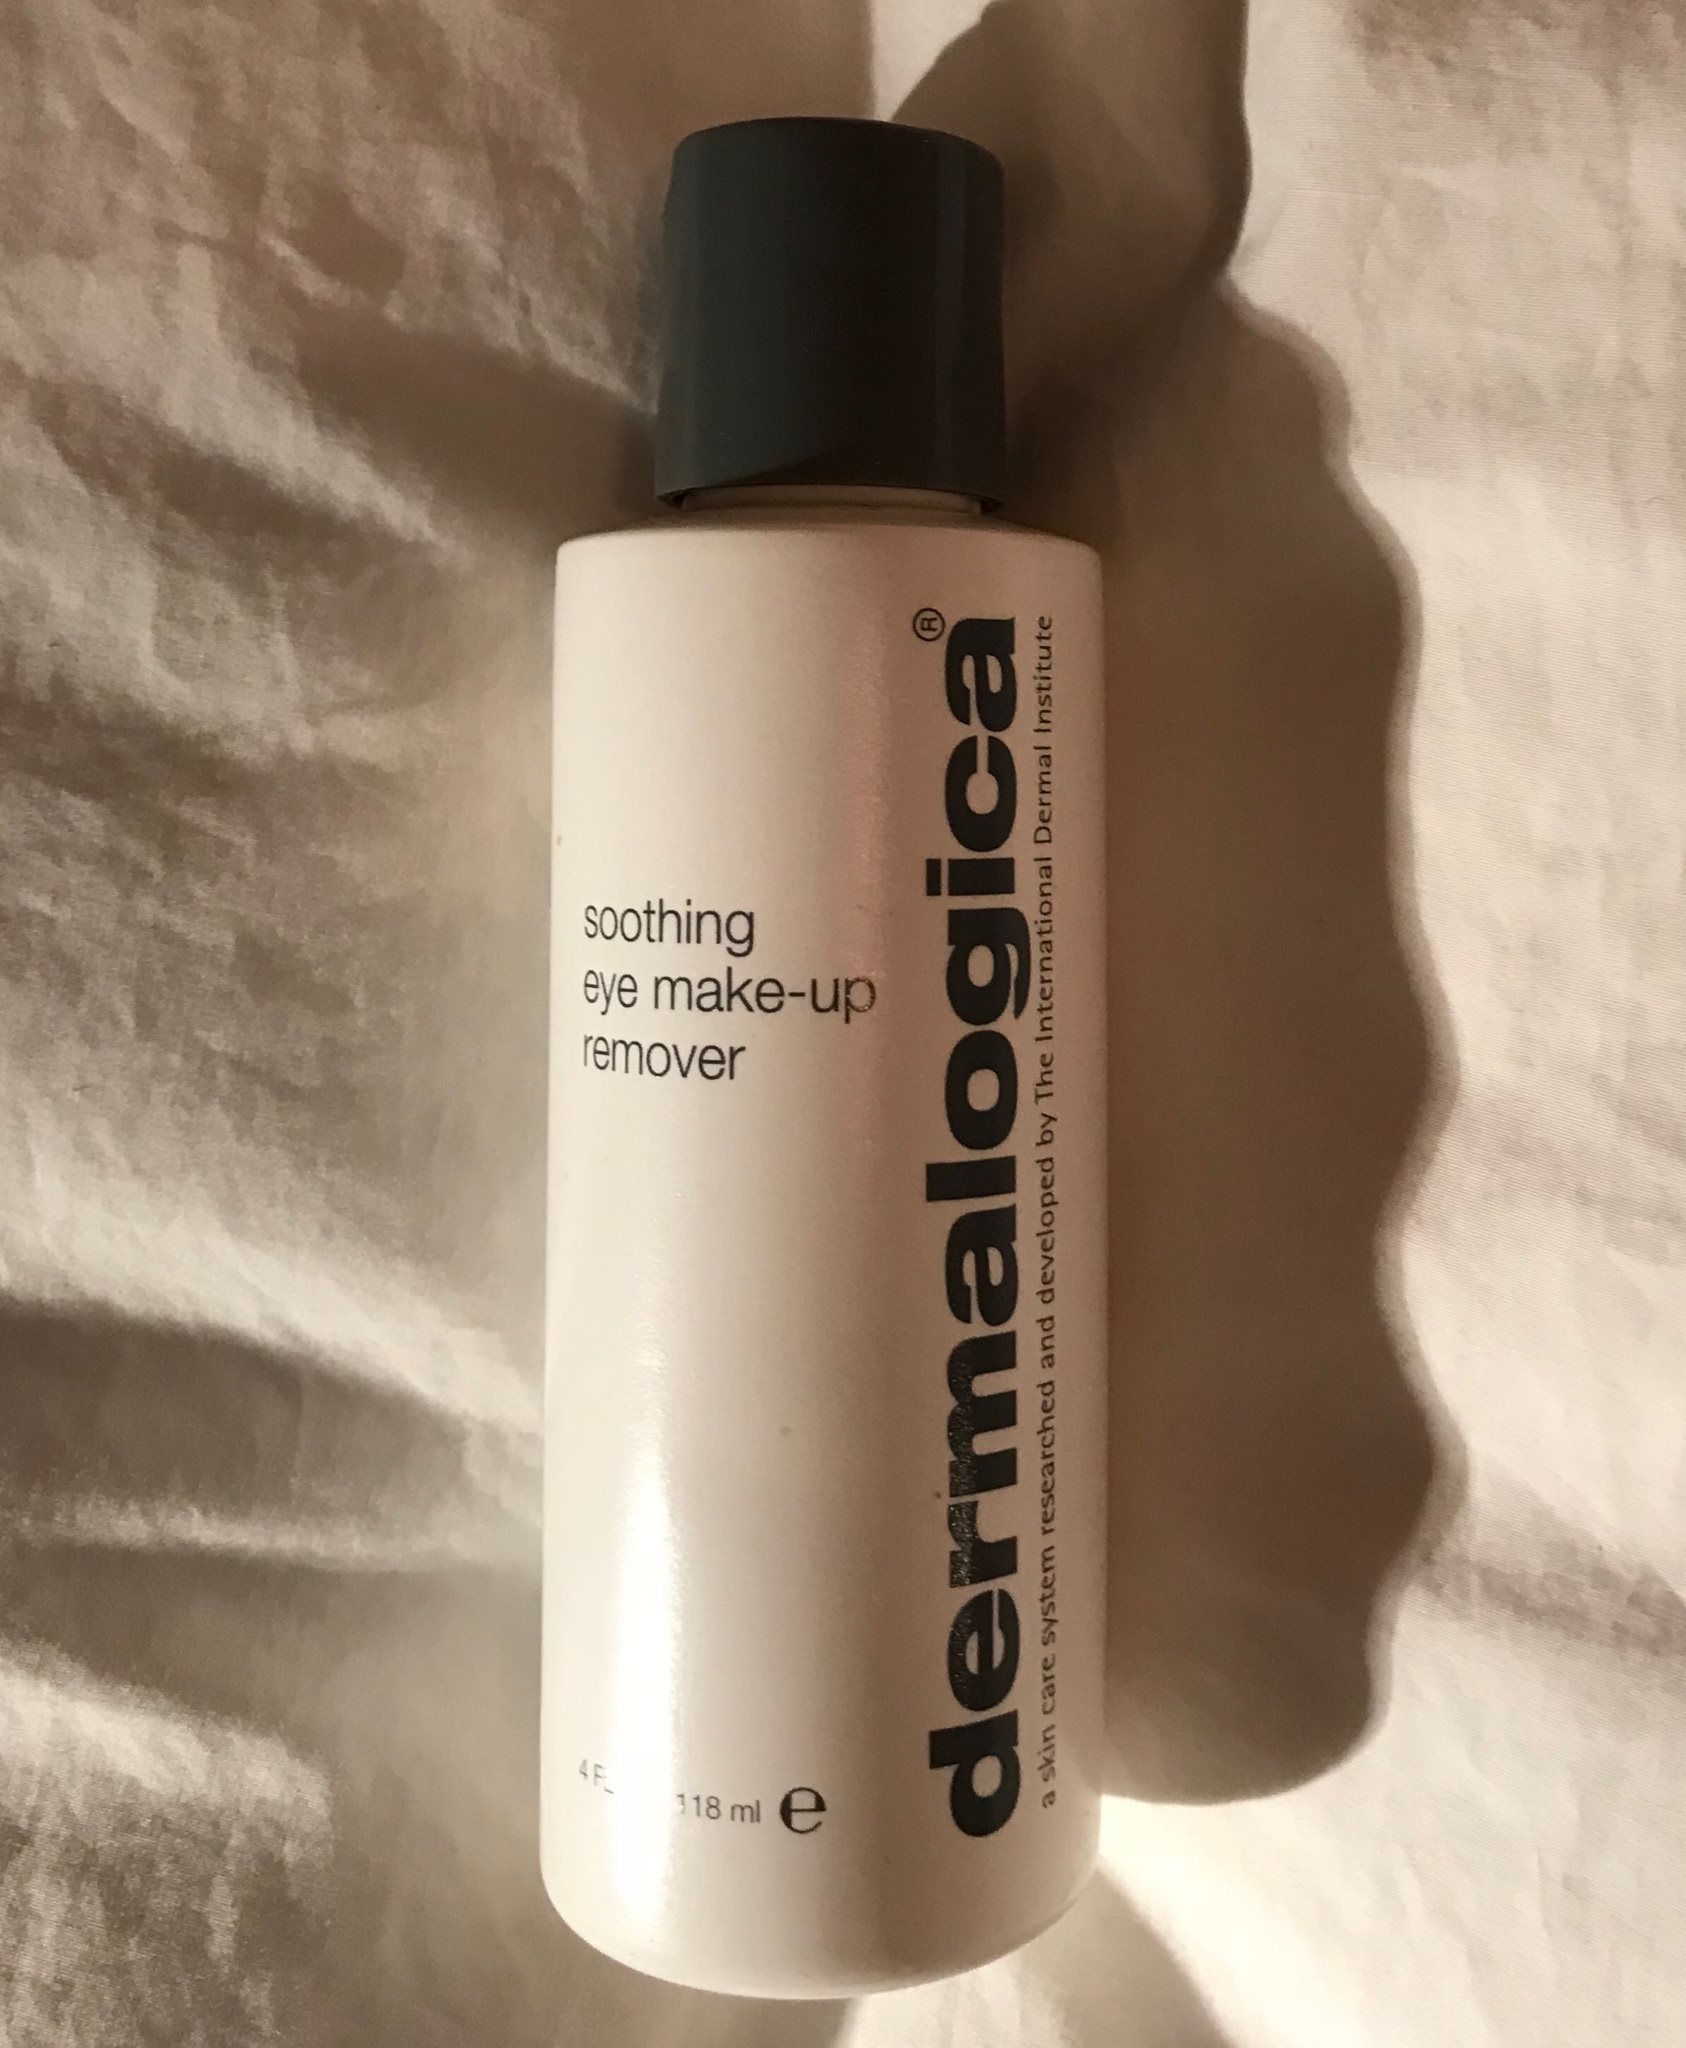 soothing
eye make-up
remover
dermalogica®
a skin care system researched and developed by The International Dermal Institute
4 118 ml e